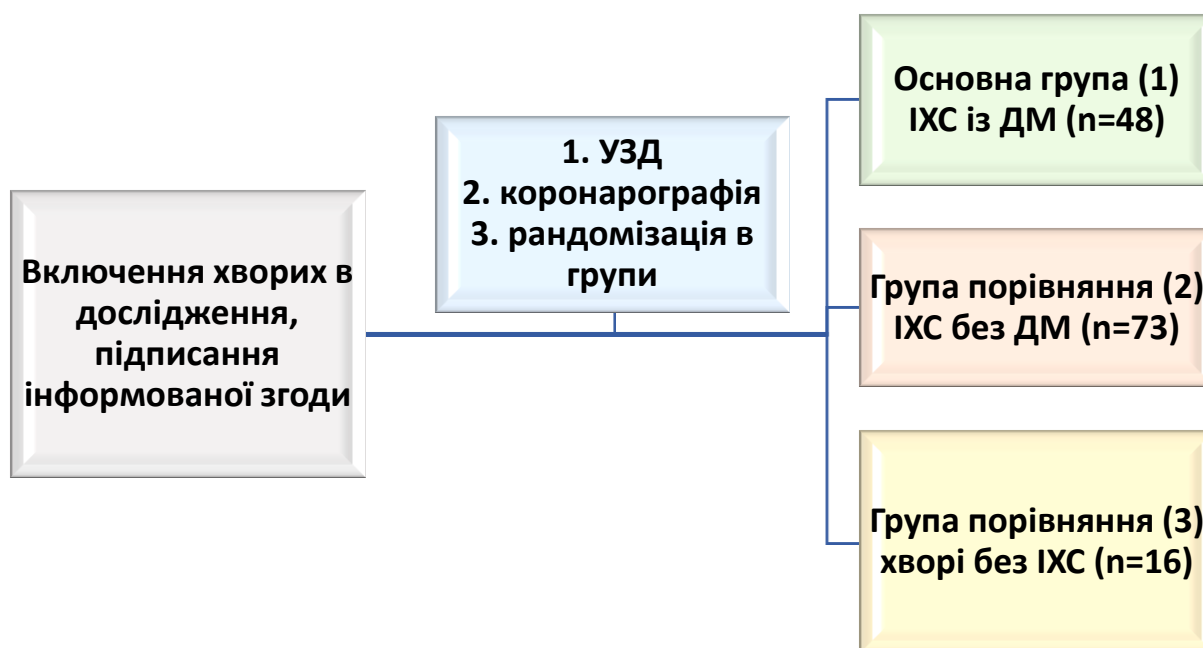 Включення хворих в
дослідження,
підписання
інформованої згоди
1. УЗД
2. коронарографія
3. рандомізація в
групи
Основна група (1)
ІХС із ДМ (n=48)
Група порівняння (2)
ІХС без ДМ (n=73)
Група порівняння (3)
хворі без ІХС (n=16)